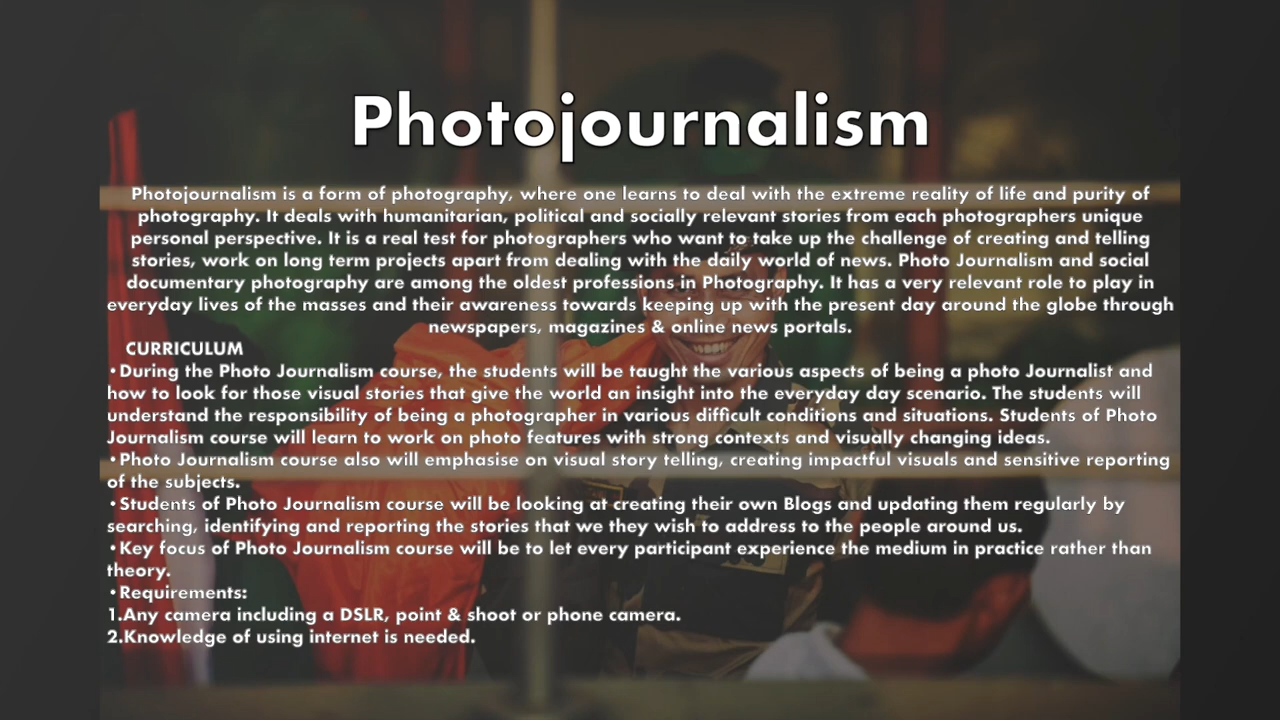 Photojournalism
Photojournalism is a form of photography, where one learns to deal with the extreme reality of life and purity of
photography. It deals with humanitarian, political and socially relevant stories from each photographers unique
personal perspective. It is a real test for photographers who want to take up the challenge of creating and telling
stories, work on long term projects apart from dealing with the daily world of news. Photo Journalism and social
documentary photography are among the oldest professions in Photography. It has a very relevant role to play in
everyday lives of the masses and their awareness towards keeping up with the present day around the globe through
newspapers, magazines & online news portals.
CURRICULUM
•During the Photo Journalism course, the students will be taught the various aspects of being a photo Journalist and
how to look for those visual stories that give the world an insight into the everyday day scenario. The students will
understand the responsibility of being a photographer in various difficult conditions and situations. Students of Photo
Journalism course will learn to work on photo features with strong contexts and visually changing ideas.
•Photo Journalism course also will emphasise on visual story telling, creating impactful visuals and sensitive reporting
of the subjects.
•Students of Photo Journalism course will be looking at creating their own Blogs and updating them regularly by
searching, identifying and reporting the stories that we they wish to address to the people around us.
•Key focus of Photo Journalism course will be to let every participant experience the medium in practice rather than
theory.
•Requirements:
1.Any camera including a DSLR, point & shoot or phone camera.
2.Knowledge of using internet is needed.